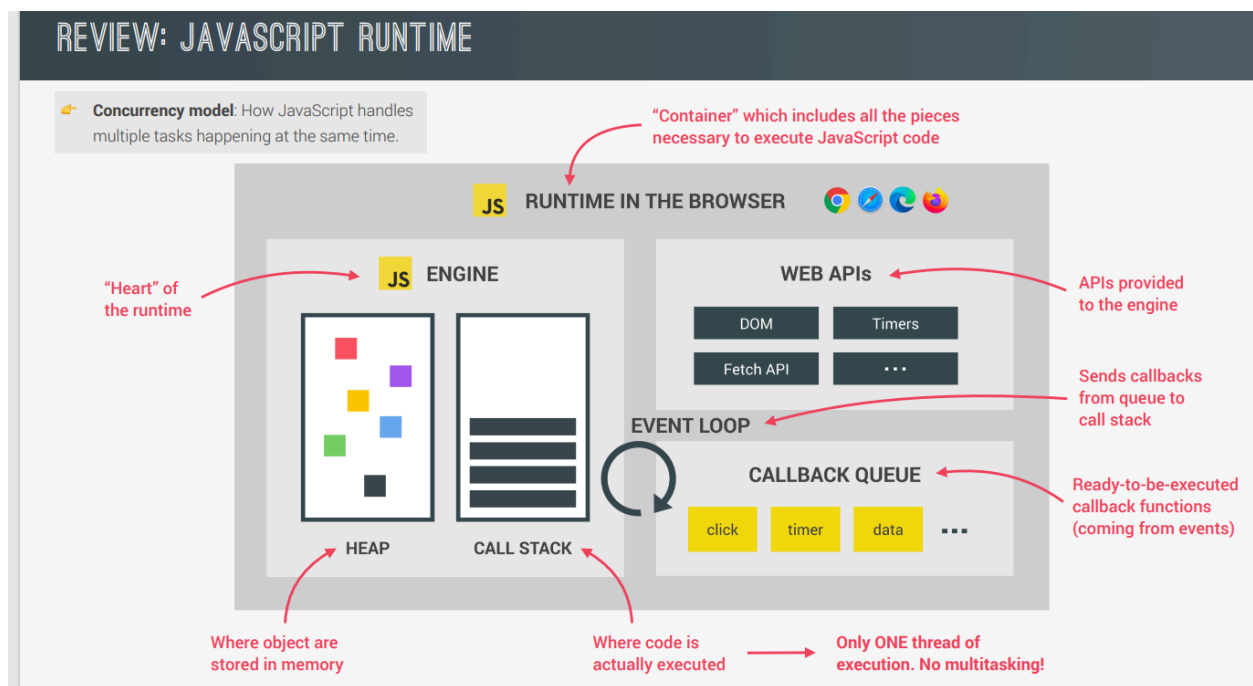 REVIEW: JAVASCRIPT RUNTIME
Concurrency model: How JavaScript handles
multiple tasks happening at the same time.
“Container” which includes all the pieces
necessary to execute JavaScript code
JS RUNTIME IN THE BROWSER
JS ENGINE
“Heart” of
the runtime
HEAP
CALL STACK
WEB APIs
DOM
Timers
Fetch API
...
APIs provided
to the engine
Sends callbacks
from queue to
call stack
EVENT LOOP
CALLBACK QUEUE
click
timer
data
...
Ready-to-be-executed
callback functions
(coming from events)
Where object are
stored in memory
Where code is
actually executed
Only ONE thread of
execution. No multitasking!